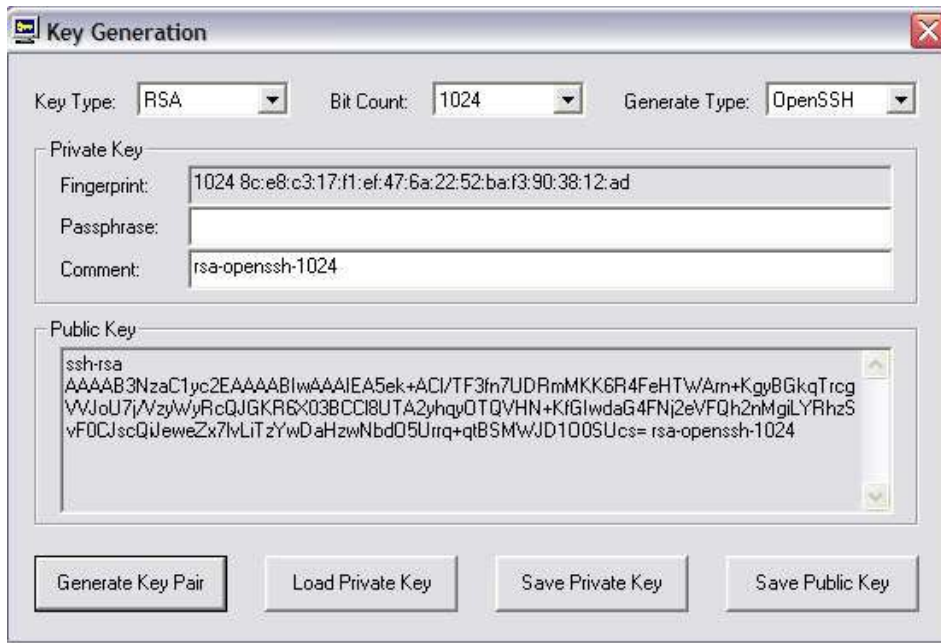 Key Generation
Key Type: RSA Bit Count: 1024 Generate Type: OpenSSH
Private Key
Fingerprint: 1024 8c:e8:c3:17:f1:ef:47:6a:22:52:ba:f3:90:38:12:ad
Passphrase:
Comment: rsa-openssh-1024
Public Key
ssh-rsa
AAAAB3NzaC1yc2EAAAABIwAAAIEA5ek+ACl/TF3fn7UDRmMKK6R4FeHTWArn+KgyBGkqTrcg
VVJoU7j/VzyWyRcQJGKR6X03BCCl8UTA2yhqyOTQVHN+KfGIwdaG4FNj2eVFQh2nMgiLYRhzS
vF0CJscQiJeweZx7IvLiTzYwDaHzwNbdO5Urrq+qtBSMWJD1O0SUcs= rsa-openssh-1024
Generate Key Pair Load Private Key Save Private Key Save Public Key